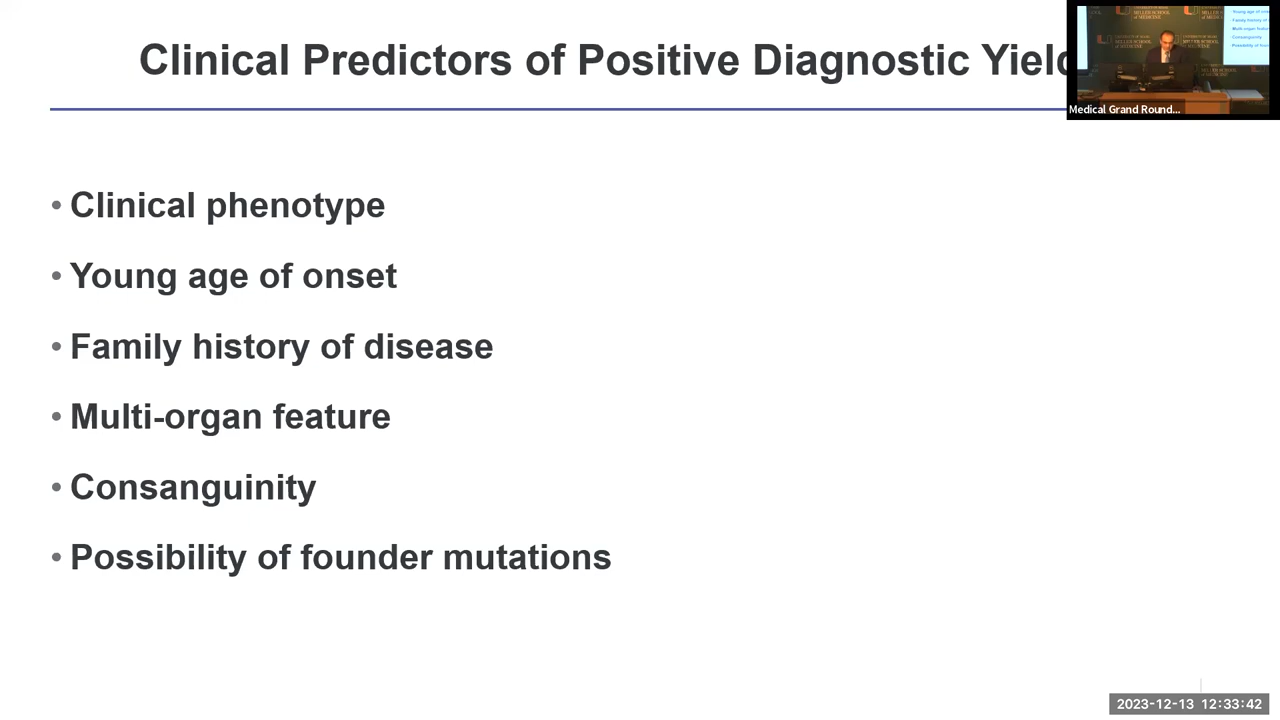 Clinical Predictors of Positive Diagnostic Yield
• Clinical phenotype
• Young age of onset
• Family history of disease
• Multi-organ feature
• Consanguinity
• Possibility of founder mutations
Medical Grand Round...
2023-12-13 12:33:42